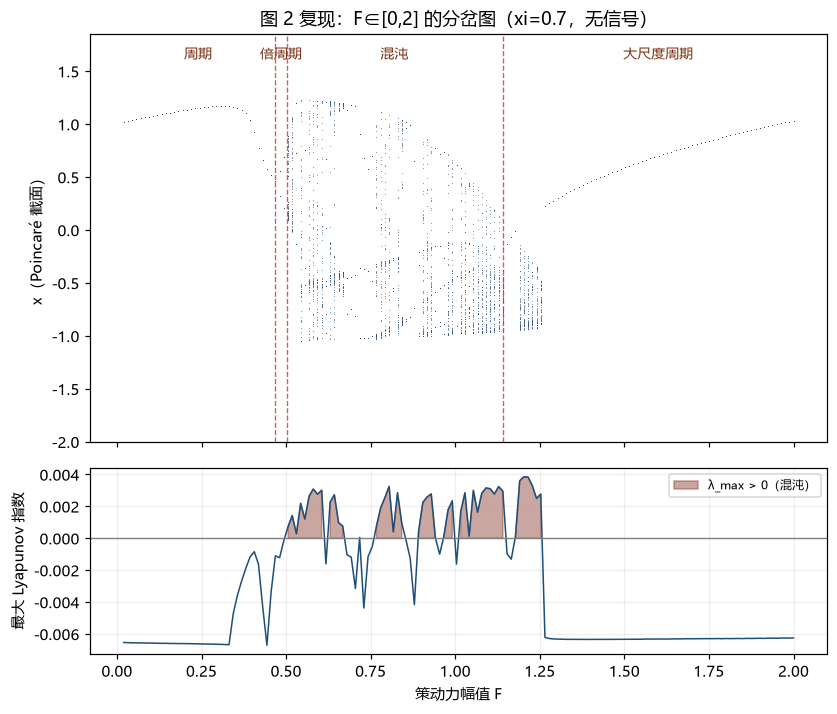 图 2 复现：F∈[0,2] 的分岔图（xi=0.7，无信号）
周期
倍周期
混沌
大尺度周期
x（Poincaré 截面）
1.5
1.0
0.5
0.0
-0.5
-1.0
-1.5
-2.0
λ_max > 0（混沌）
最大 Lyapunov 指数
0.004
0.002
0.000
-0.002
-0.004
-0.006
0.00 0.25 0.50 0.75 1.00 1.25 1.50 1.75 2.00
策动力幅值 F